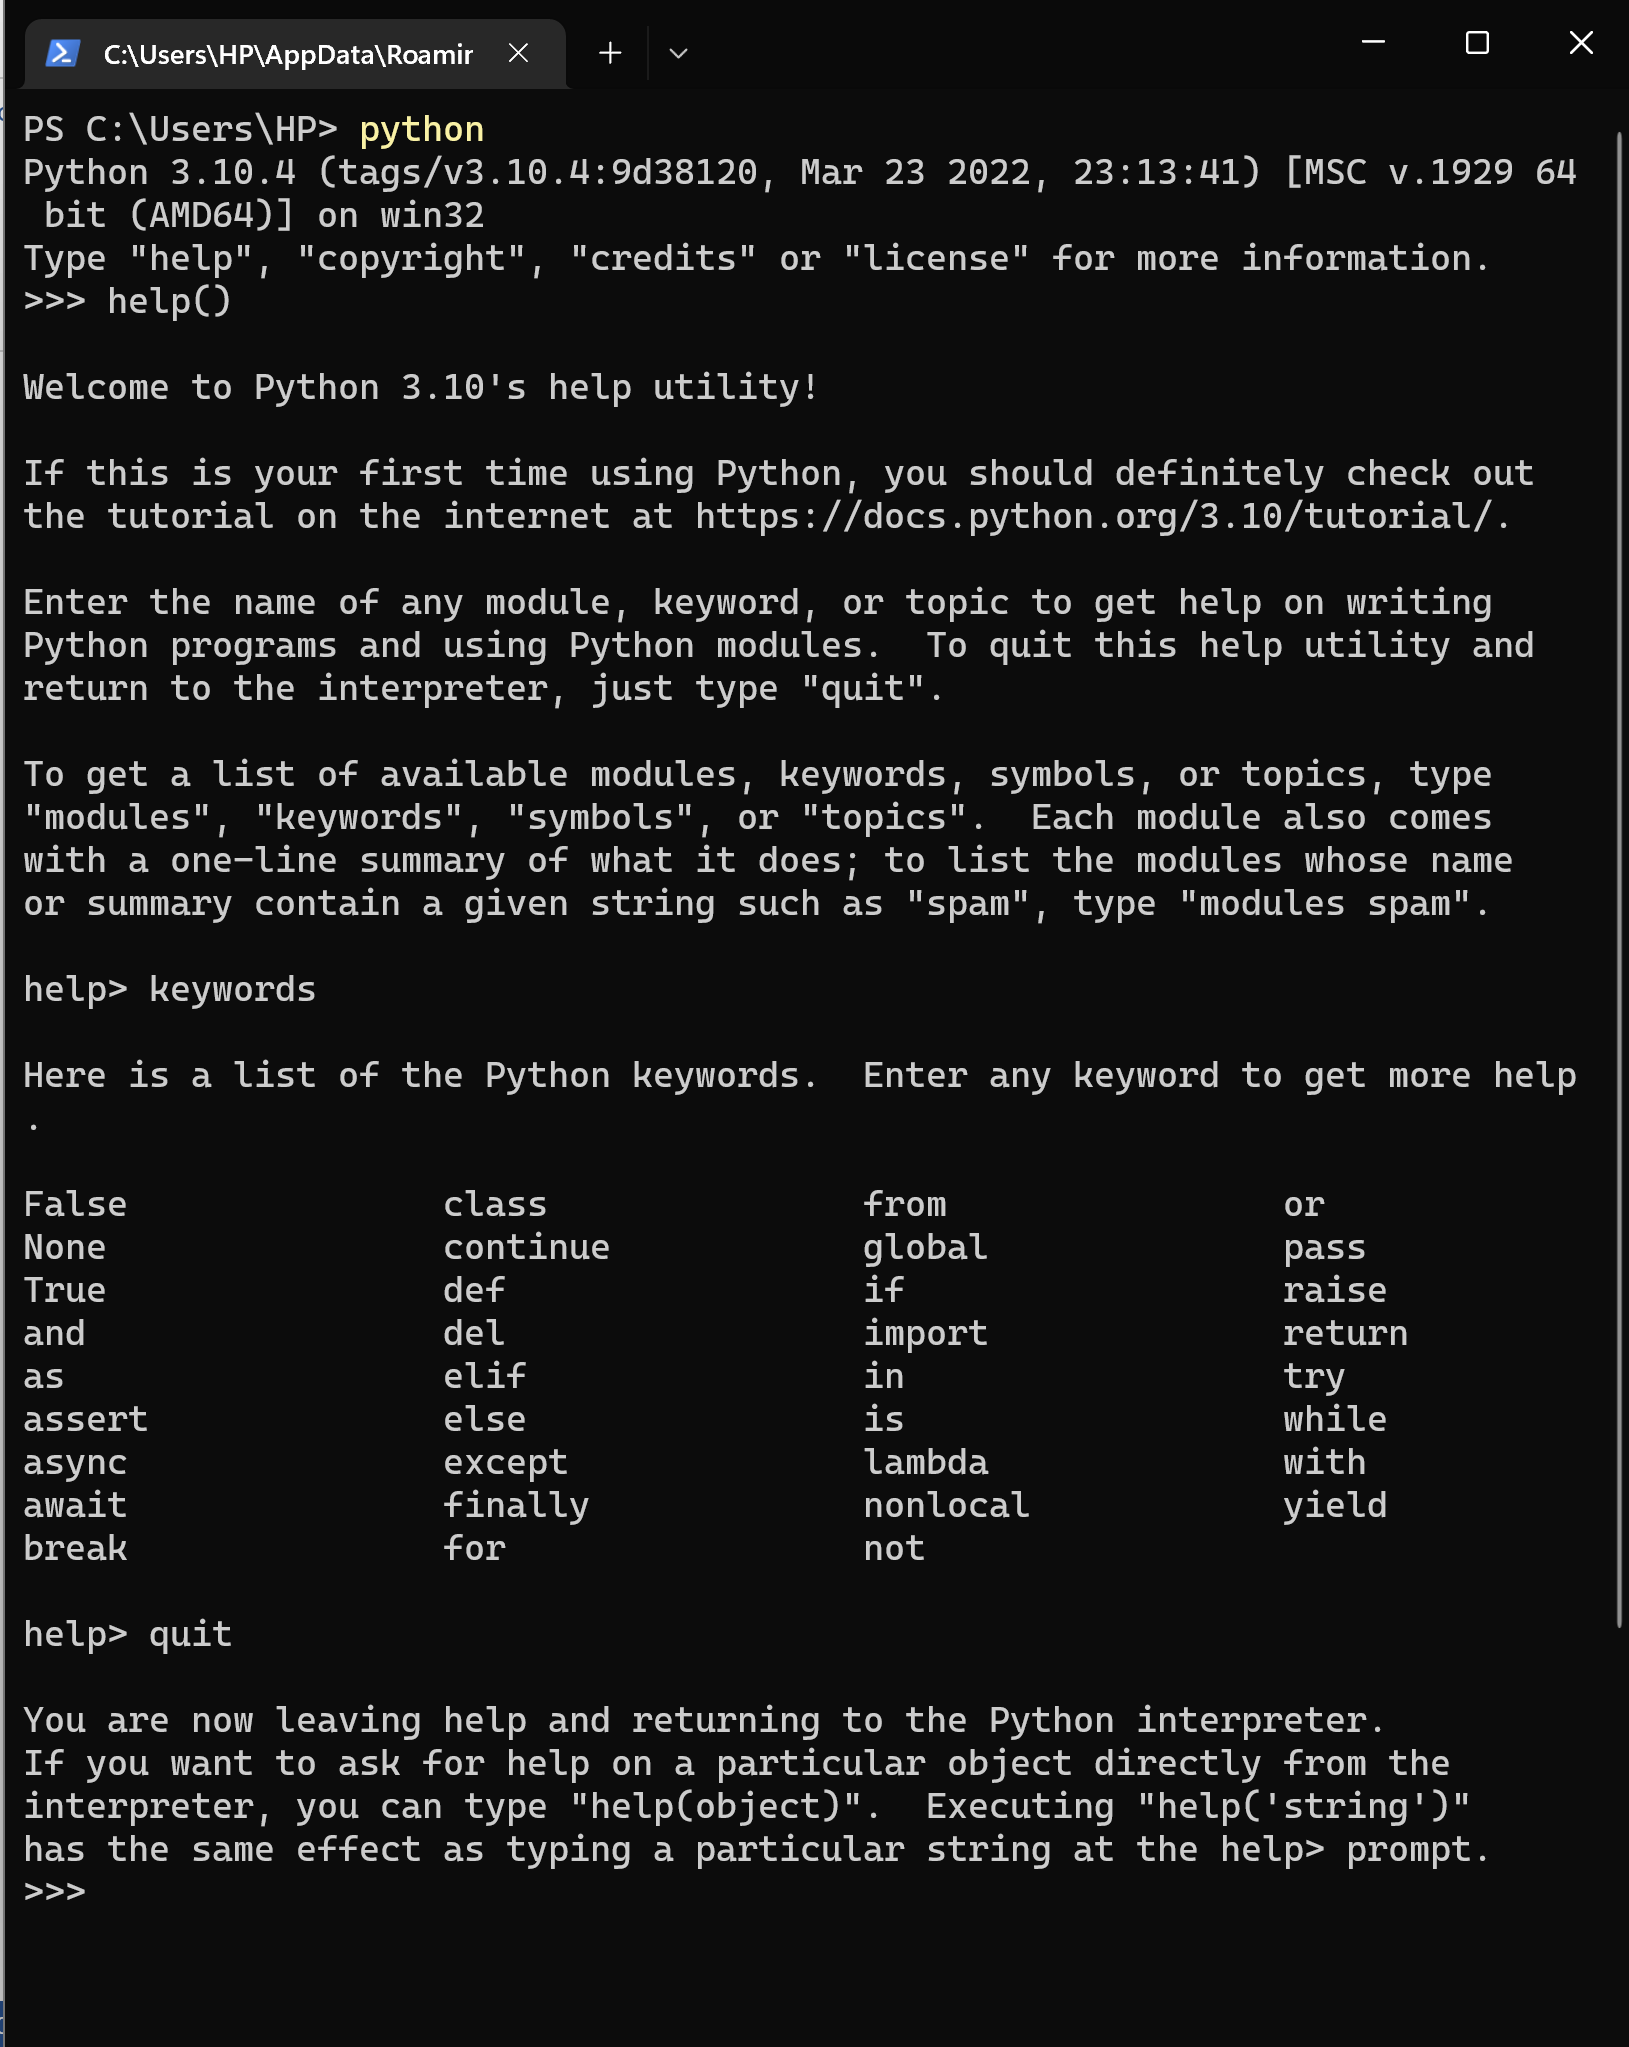 C:\Users\HP\AppData\Roamir
PS C:\Users\HP> python
Python 3.10.4 (tags/v3.10.4:9d38120, Mar 23 2022, 23:13:41) [MSC v.1929 64
 bit (AMD64)] on win32
Type "help", "copyright", "credits" or "license" for more information.
>>> help()

Welcome to Python 3.10's help utility!

If this is your first time using Python, you should definitely check out
the tutorial on the internet at https://docs.python.org/3.10/tutorial/.

Enter the name of any module, keyword, or topic to get help on writing
Python programs and using Python modules.  To quit this help utility and
return to the interpreter, just type "quit".

To get a list of available modules, keywords, symbols, or topics, type
"modules", "keywords", "symbols", or "topics".  Each module also comes
with a one-line summary of what it does; to list the modules whose name
or summary contain a given string such as "spam", type "modules spam".

help> keywords

Here is a list of the Python keywords.  Enter any keyword to get more help
.

False               class               from                or
None                continue            global              pass
True                def                 if                  raise
and                 del                 import              return
as                  elif                in                  try
assert              else                is                  while
async               except              lambda              with
await               finally             nonlocal            yield
break               for                 not

help> quit

You are now leaving help and returning to the Python interpreter.
If you want to ask for help on a particular object directly from the
interpreter, you can type "help(object)".  Executing "help('string')"
has the same effect as typing a particular string at the help> prompt.
>>>